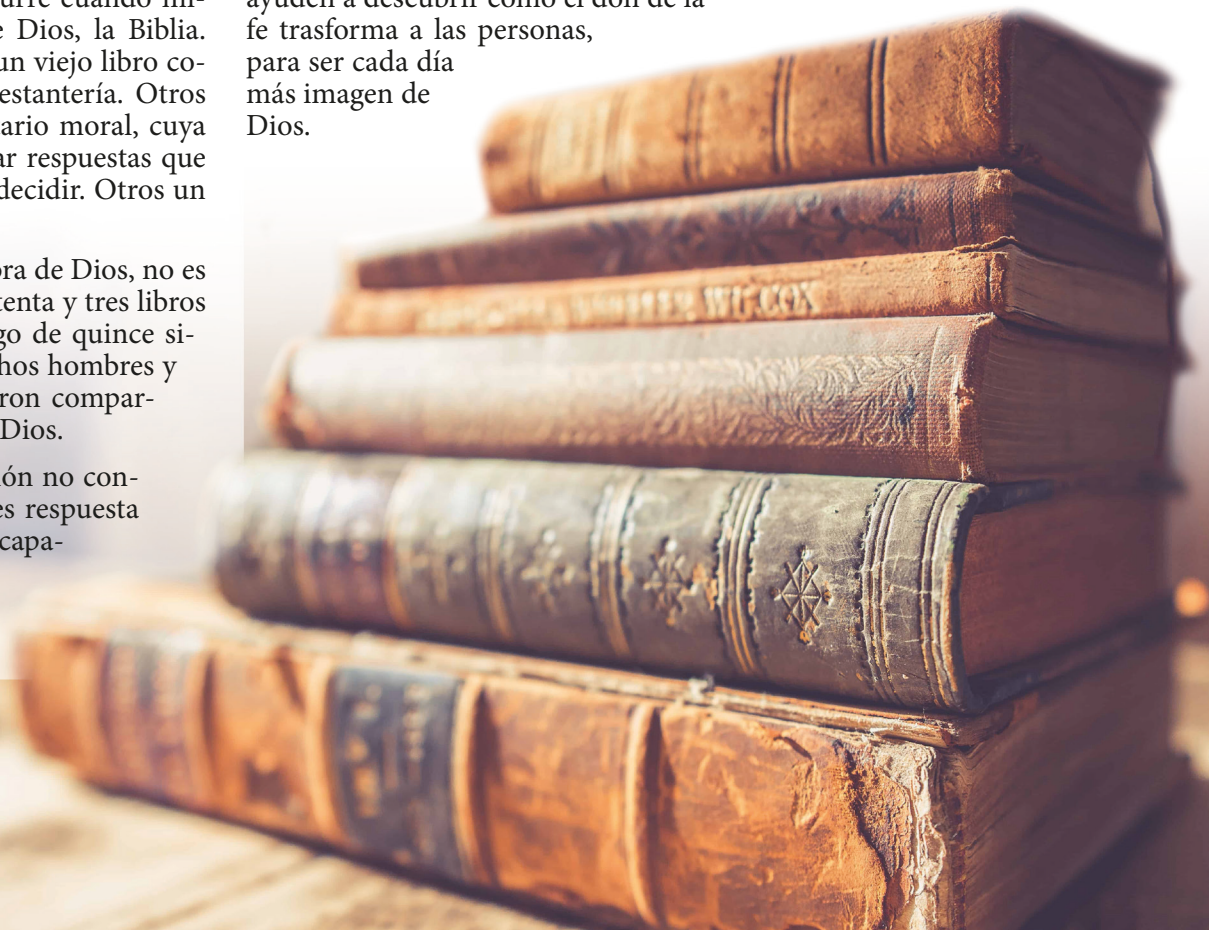 e Dios, la Biblia.
un viejo libro co-
estantería. Otros
ario moral, cuya
ar respuestas que
decidir. Otros un
ra de Dios, no es
tenta y tres libros
go de quince si-
hos hombres y
ron compar-
Dios.
ón no con-
es respuesta
capa-
ayuden a descubrir cómo el don de la
fe trasforma a las personas,
para ser cada día
más imagen de
Dios.
WILCOX